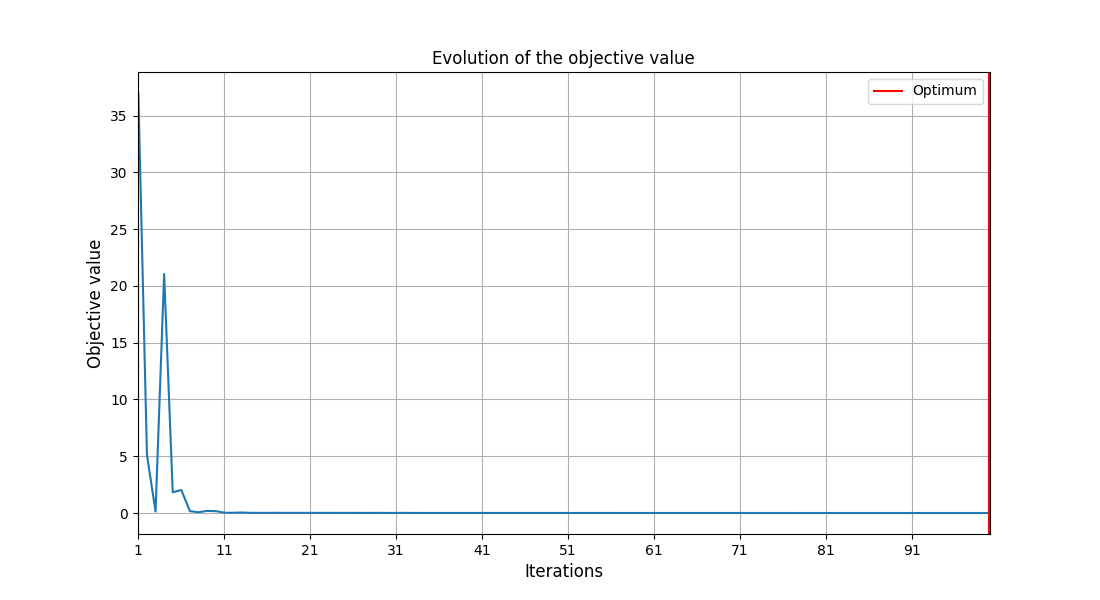 Evolution of the objective value
Optimum
Objective value
35
30
25
20
15
10
5
0
1 11 21 31 41 51 61 71 81 91
Iterations